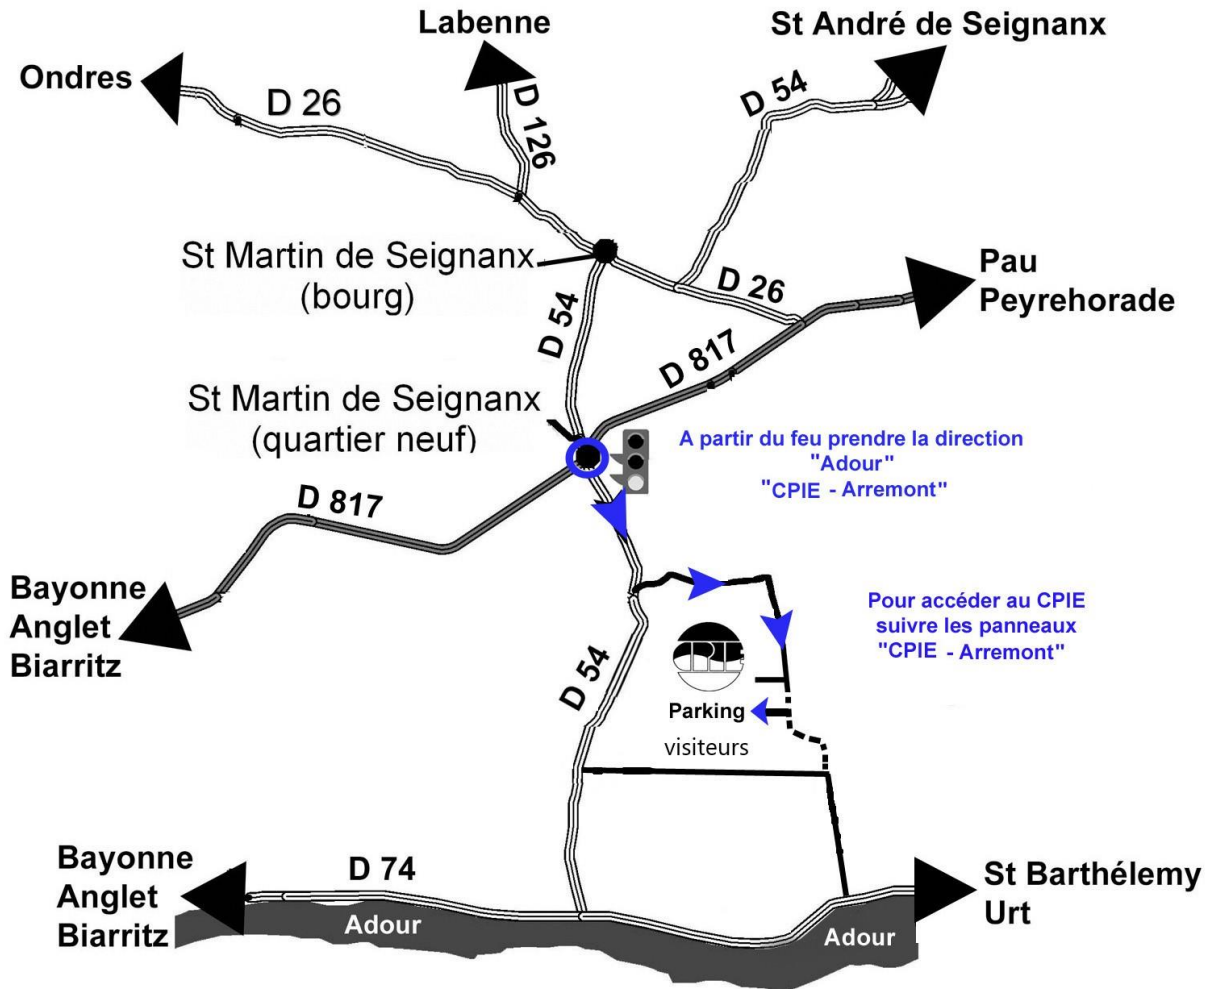 Labenne
St André de Seignanx
Ondres
D 26
D 126
D 54
St Martin de Seignanx
(bourg)
D 26
Pau
Peyrehorade
D 54
D 817
St Martin de Seignanx
(quartier neuf)
A partir du feu prendre la direction
"Adour"
"CPIE - Arremont"
D 817
Bayonne
Anglet
Biarritz
Pour accéder au CPIE
suivre les panneaux
"CPIE - Arremont"
CPIE
D 54
Parking
visiteurs
Bayonne
Anglet
Biarritz
D 74
Adour
Adour
St Barthélemy
Urt